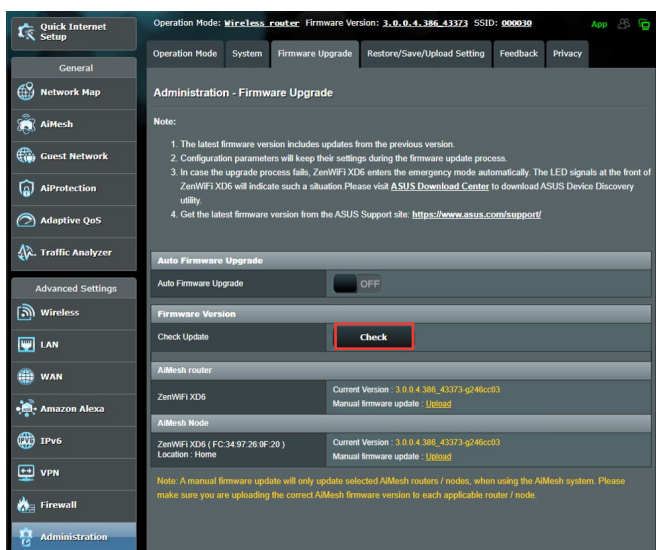 Quick Internet
Setup
General
Network Map
AiMesh
Guest Network
AiProtection
Adaptive QoS
Traffic Analyzer
Advanced Settings
Wireless
LAN
WAN
Amazon Alexa
IPv6
VPN
Firewall
Administration
Operation Mode: Wireless router Firmware Version: 3.0.0.4.386_43373 SSID: 000030 App
Operation Mode System Firmware Upgrade Restore/Save/Upload Setting Feedback Privacy
Administration - Firmware Upgrade
Note:
1. The latest firmware version includes updates from the previous version.
2. Configuration parameters will keep their settings during the firmware update process.
3. In case the upgrade process fails, ZenWiFi XD6 enters the emergency mode automatically. The LED signals at the front of
ZenWiFi XD6 will indicate such a situation.Please visit ASUS Download Center to download ASUS Device Discovery
utility.
4. Get the latest firmware version from the ASUS Support site: https://www.asus.com/support/
Auto Firmware Upgrade
Auto Firmware Upgrade OFF
Firmware Version
Check Update Check
AiMesh router
ZenWiFi XD6
Current Version : 3.0.0.4.386_43373-g246cc03
Manual firmware update : Upload
AiMesh Node
ZenWiFi XD6 ( FC:34:97:26:0F:20 )
Location : Home
Current Version : 3.0.0.4.386_43373-g246cc03
Manual firmware update : Upload
Note: A manual firmware update will only update selected AiMesh routers / nodes, when using the AiMesh system. Please
make sure you are uploading the correct AiMesh firmware version to each applicable router / node.